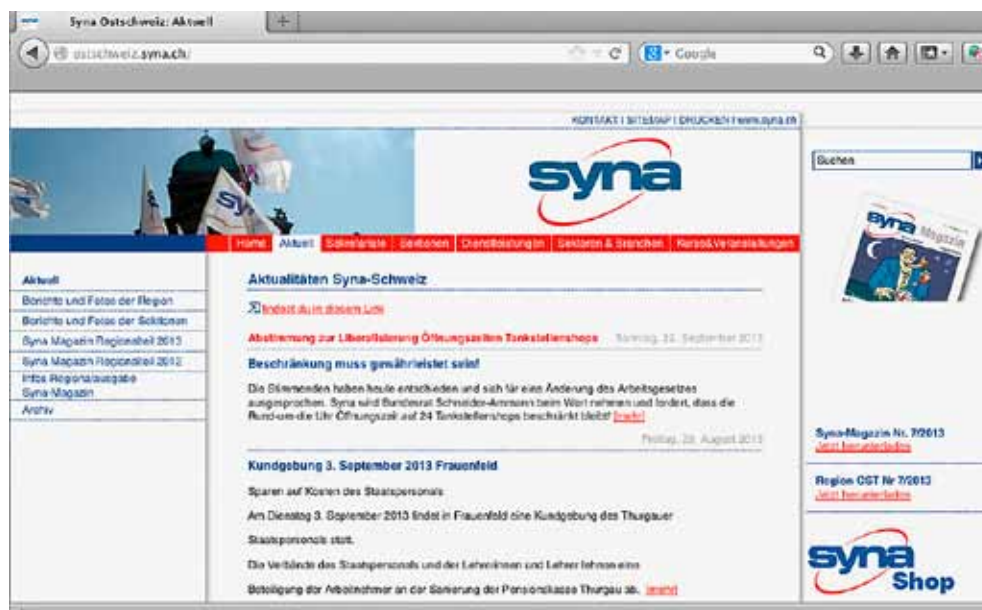 Syna Ostschweiz: Aktuell
ostschweiz.syna.ch
Google
KONTAKT | SITEMAP | DRUCKEN | www.syna.ch
syna
Home Aktuell Sekretariate Sektionen Dienstleistungen Sektoren & Branchen Kurse&Veranstaltungen
Aktuell
Berichte und Fotos der Region
Berichte und Fotos der Sektionen
Syna Magazin Regionalteil 2013
Syna Magazin Regionalteil 2012
Infos Regionalausgabe
Syna-Magazin
Archiv
Aktualitäten Syna-Schweiz
findest du in diesem Link
Abstimmung zur Liberalisierung Öffnungszeiten Tankstellenshops Sonntag, 22. September 2013
Beschränkung muss gewährleistet sein!
Die Stimmenden haben heute entschieden und sich für eine Änderung des Arbeitsgesetzes
ausgesprochen. Syna wird Bundesrat Schneider-Ammann beim Wort nehmen und fordert, dass die
Rund-um-die Uhr Öffnungszeit auf 24 Tankstellenshops beschränkt bleibt! [mehr]
Freitag, August 2013
Kundgebung 3. September 2013 Frauenfeld
Sparen auf Kosten des Staatspersonals
Am Dienstag 3. September 2013 findet in Frauenfeld eine Kundgebung des Thurgauer
Staatspersonals statt.
Die Verbände des Staatspersonals und der Lehrerinnen und Lehrer lehnen eine
Beteiligung der Arbeitnehmer an der Sanierung der Pensionskasse Thurgau ab. [mehr]
Suchen
syna Magazin
Syna-Magazin Nr. 7/2013
Jetzt herunterladen
Region OST Nr 7/2013
Jetzt herunterladen
syna
Shop